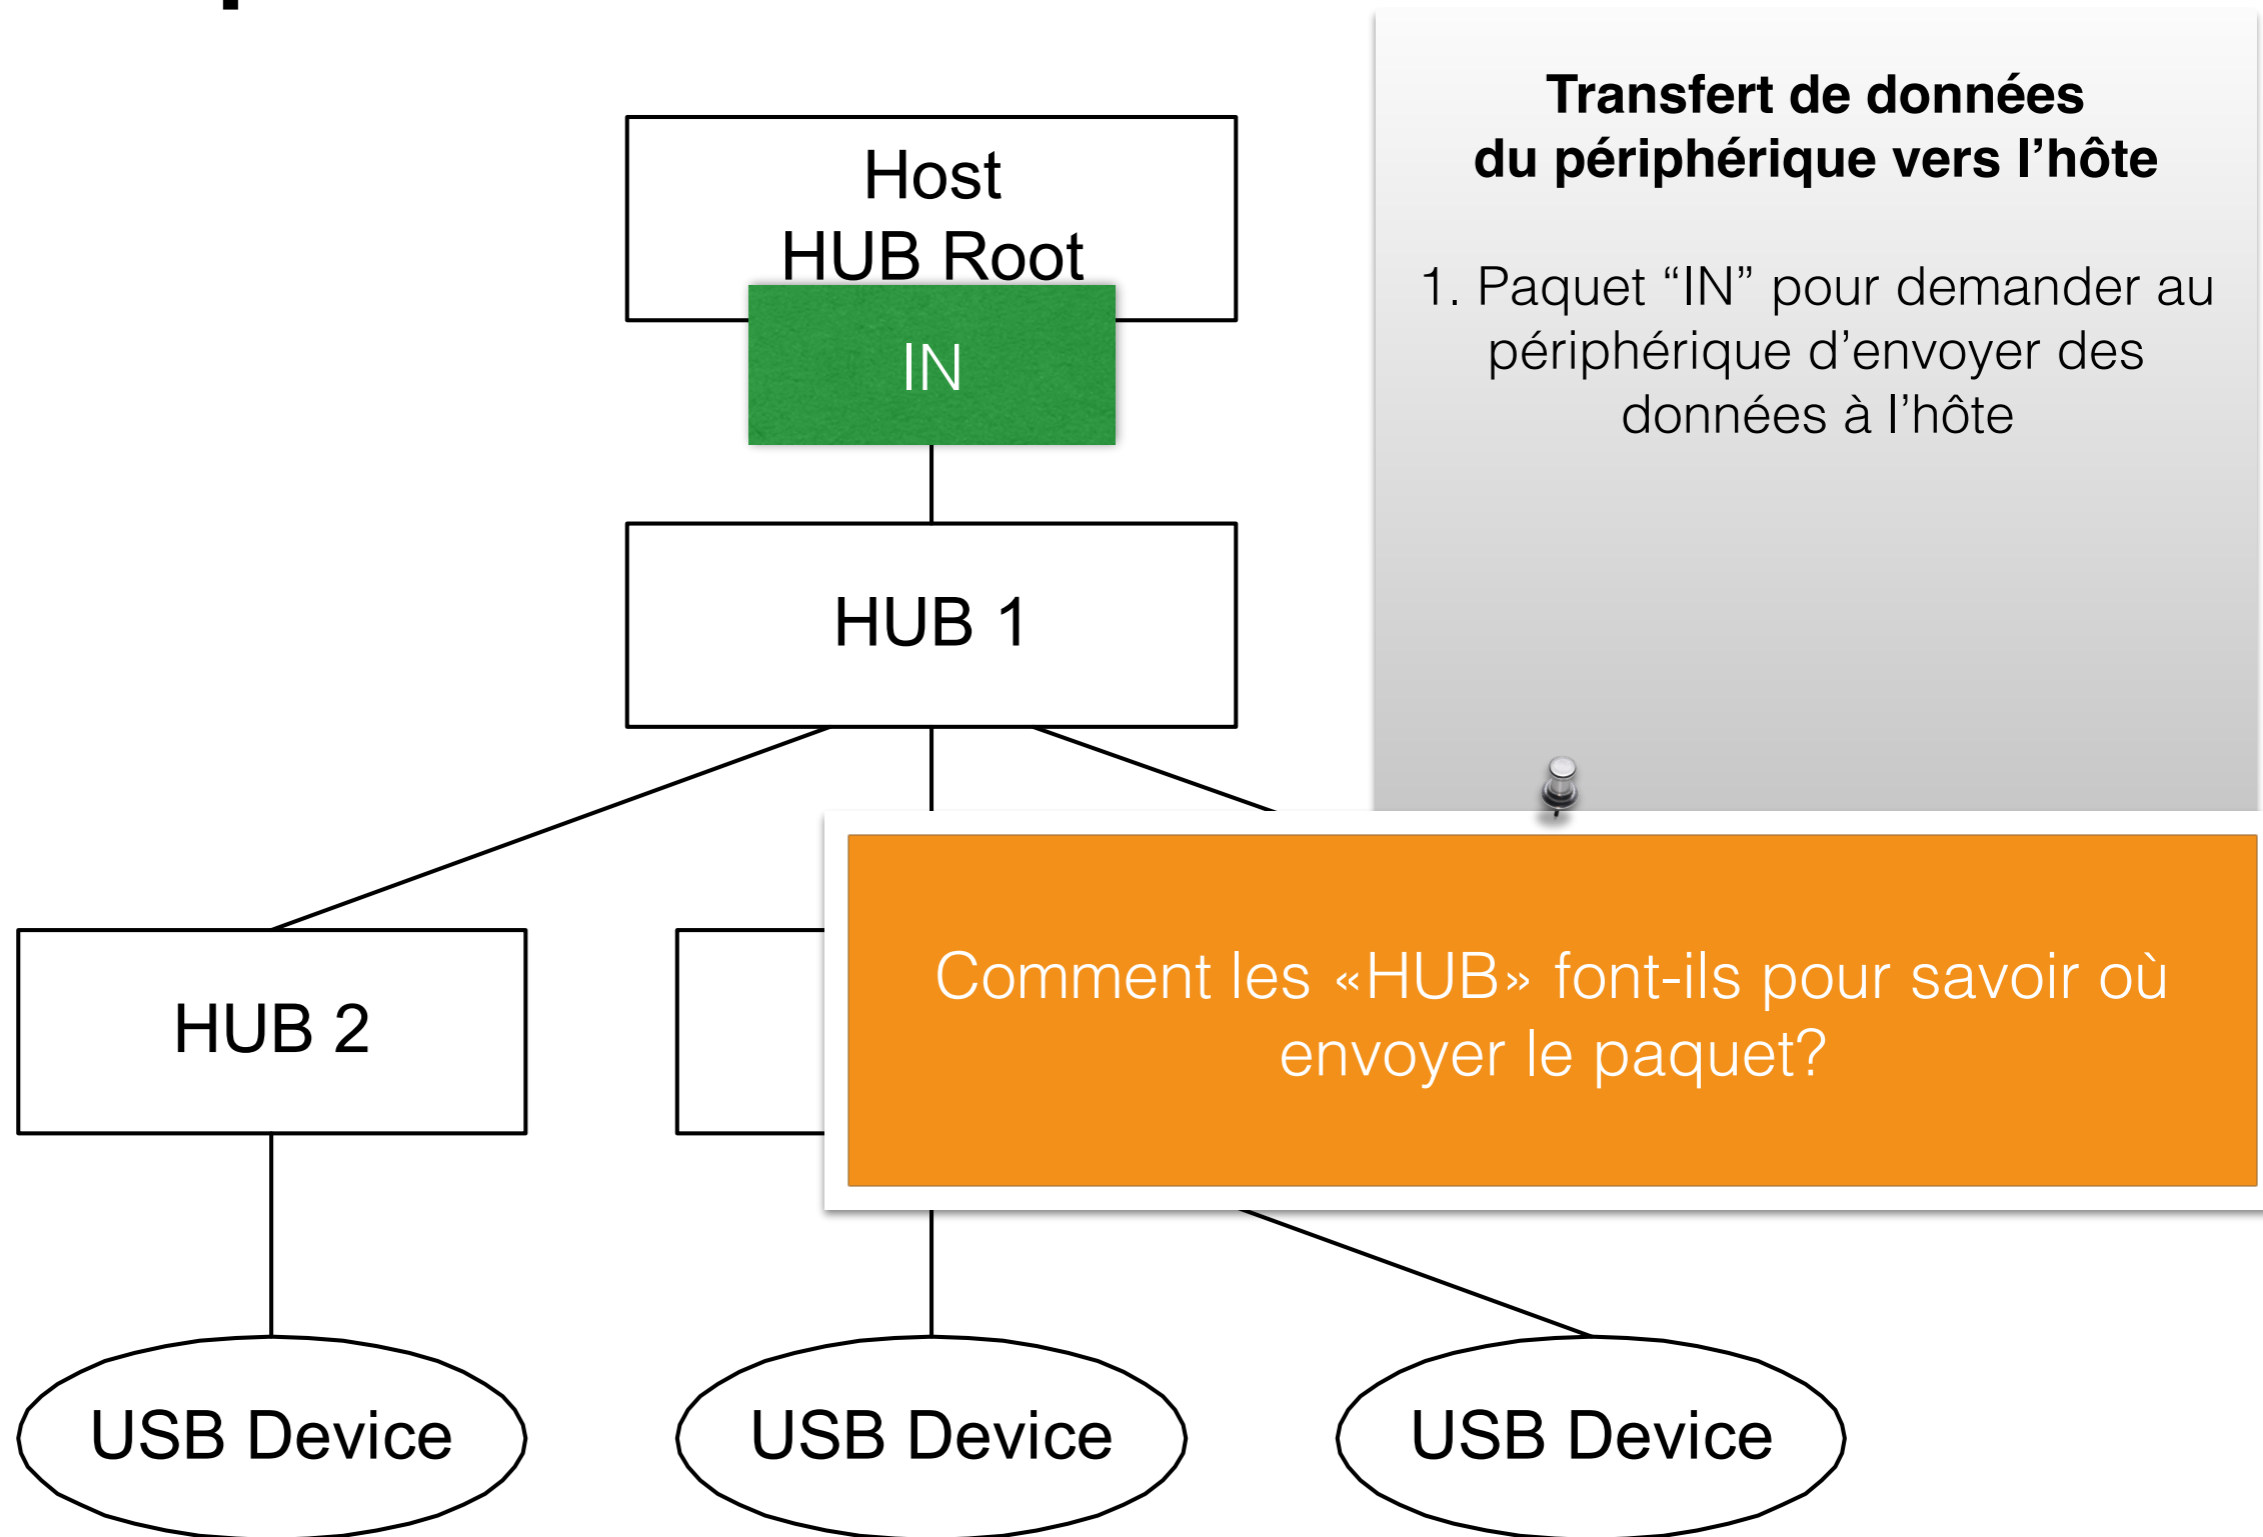 Host
HUB Root
IN
HUB 1
Transfert de données
du périphérique vers l’hôte
1. Paquet “IN” pour demander au
périphérique d’envoyer des
données à l’hôte
HUB 2
Comment les «HUB» font-ils pour savoir où
envoyer le paquet?
USB Device
USB Device
USB Device